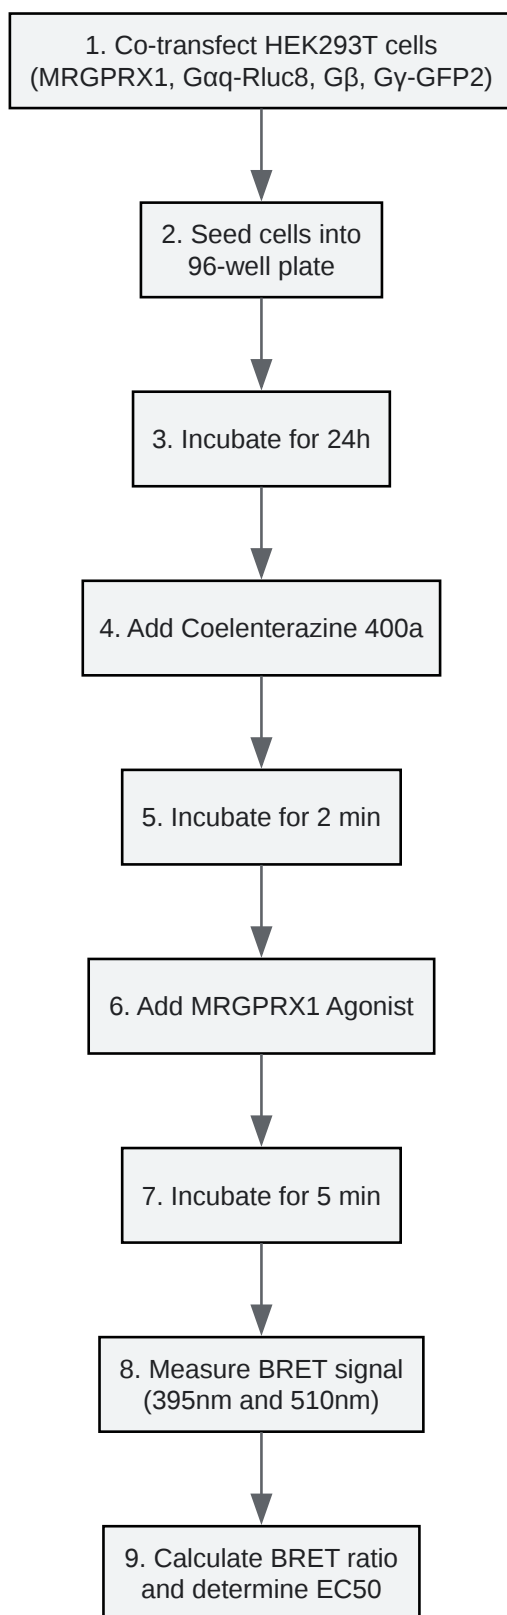 1. Co-transfect HEK293T cells
(MRGPRX1, Gαq-Rluc8, Gβ, Gγ-GFP2)
2. Seed cells into
96-well plate
3. Incubate for 24h
4. Add Coelenterazine 400a
5. Incubate for 2 min
6. Add MRGPRX1 Agonist
7. Incubate for 5 min
8. Measure BRET signal
(395nm and 510nm)
9. Calculate BRET ratio
and determine EC50